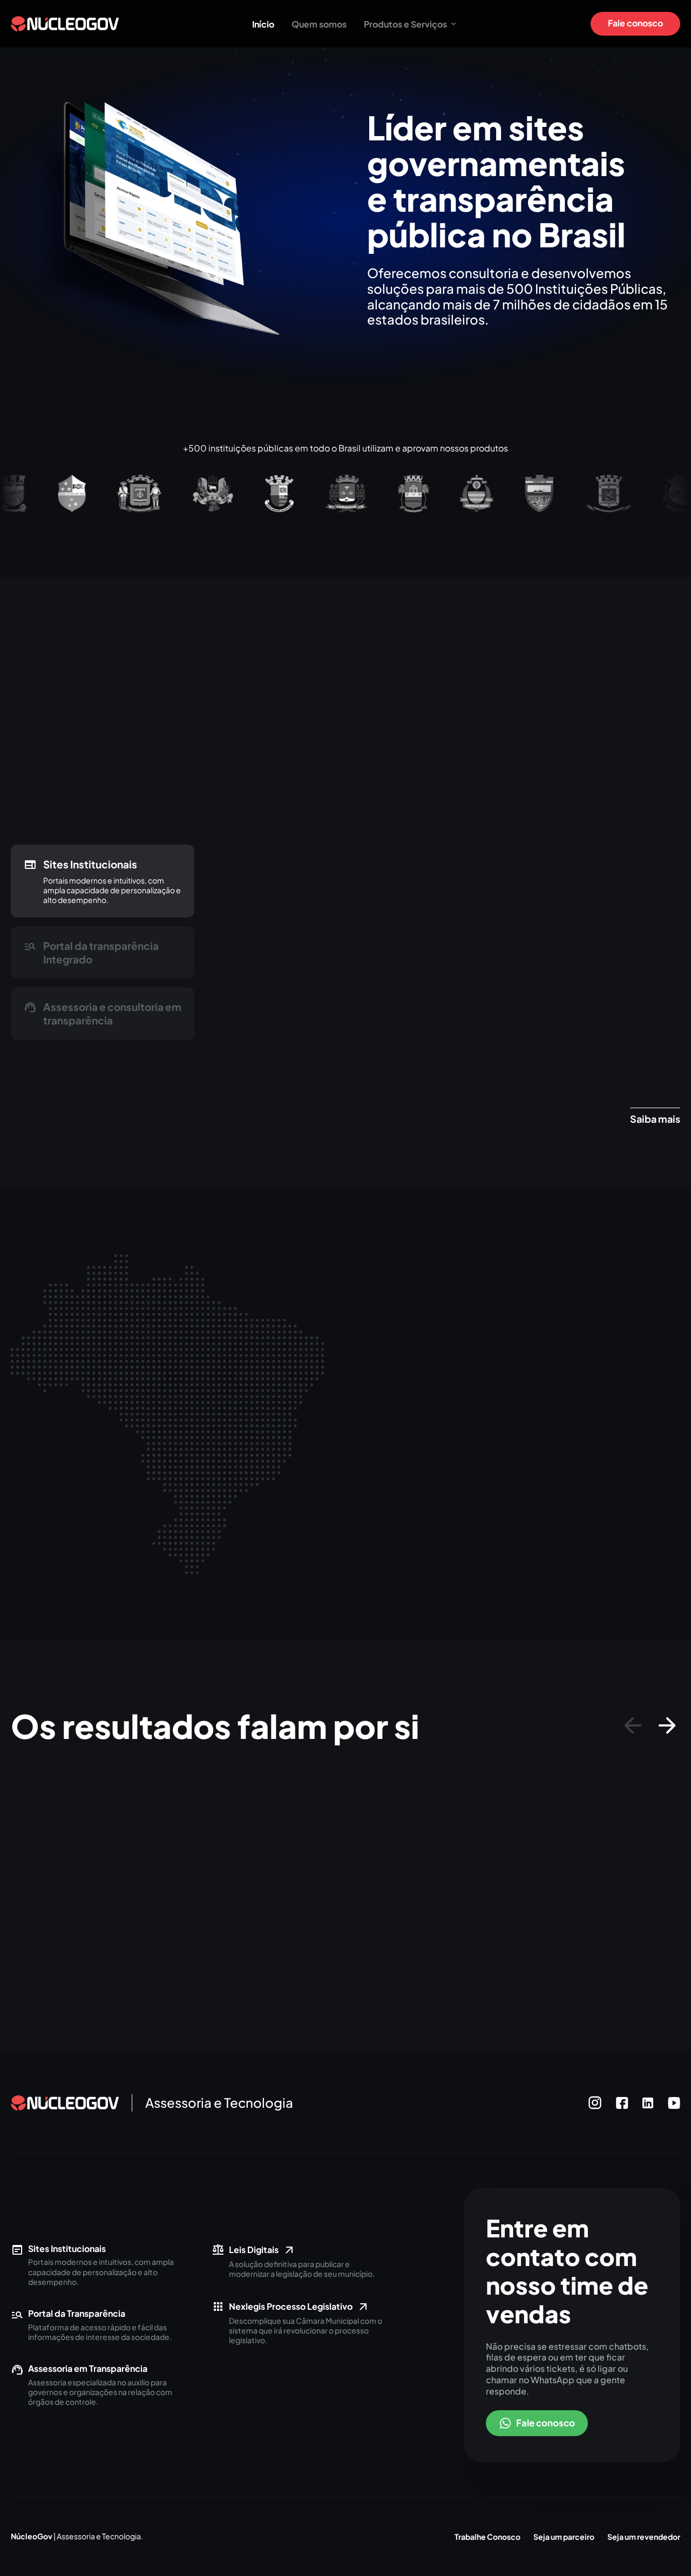 NÚCLEOGOV
Início
Quem somos
Produtos e Serviços
Fale conosco
Líder em sites
governamentais
e transparência
pública no Brasil
Oferecemos consultoria e desenvolvemos
soluções para mais de 500 Instituições Públicas,
alcançando mais de 7 milhões de cidadãos em 15
estados brasileiros.
+500 instituições públicas em todo o Brasil utilizam e aprovam nossos produtos
Sites Institucionais
Portais modernos e intuitivos, com
ampla capacidade de personalização e
alto desempenho.
Portal da transparência
Integrado
Assessoria e consultoria em
transparência
Saiba mais
Os resultados falam por si
NÚCLEOGOV
Assessoria e Tecnologia
Sites Institucionais
Portais modernos e intuitivos, com ampla
capacidade de personalização e alto
desempenho.
Portal da Transparência
Plataforma de acesso rápido e fácil das
informações de interesse da sociedade.
Assessoria em Transparência
Assessoria especializada no auxílio para
governos e organizações na relação com
órgãos de controle.
Leis Digitais
A solução definitiva para publicar e
modernizar a legislação de seu município.
Nexlegis Processo Legislativo
Descomplique sua Câmara Municipal com o
sistema que irá revolucionar o processo
legislativo.
Entre em
contato com
nosso time de
vendas
Não precisa se estressar com chatbots,
filas de espera ou em ter que ficar
abrindo vários tickets, é só ligar ou
chamar no WhatsApp que a gente
responde.
Fale conosco
NúcleoGov | Assessoria e Tecnologia.
Trabalhe Conosco
Seja um parceiro
Seja um revendedor